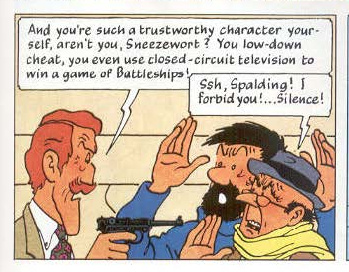 And you're such a trustworthy character your-
self, aren't you, Sneezewort? You low-down
cheat, you even use closed-circuit television to
win a game of Battleships!
Ssh, Spalding! I
forbid you!...Silence!